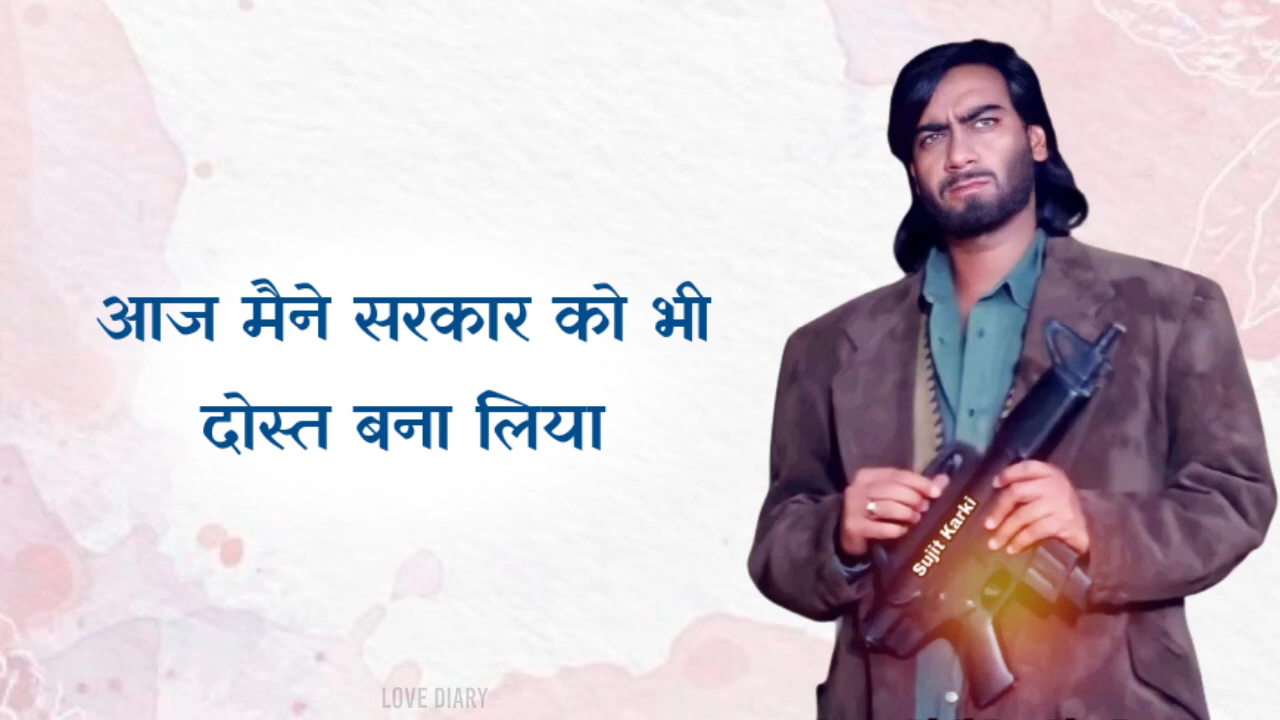 आज मैने सरकार को भी
दोस्त बना लिया
Sujit Karki
LOVE DIARY